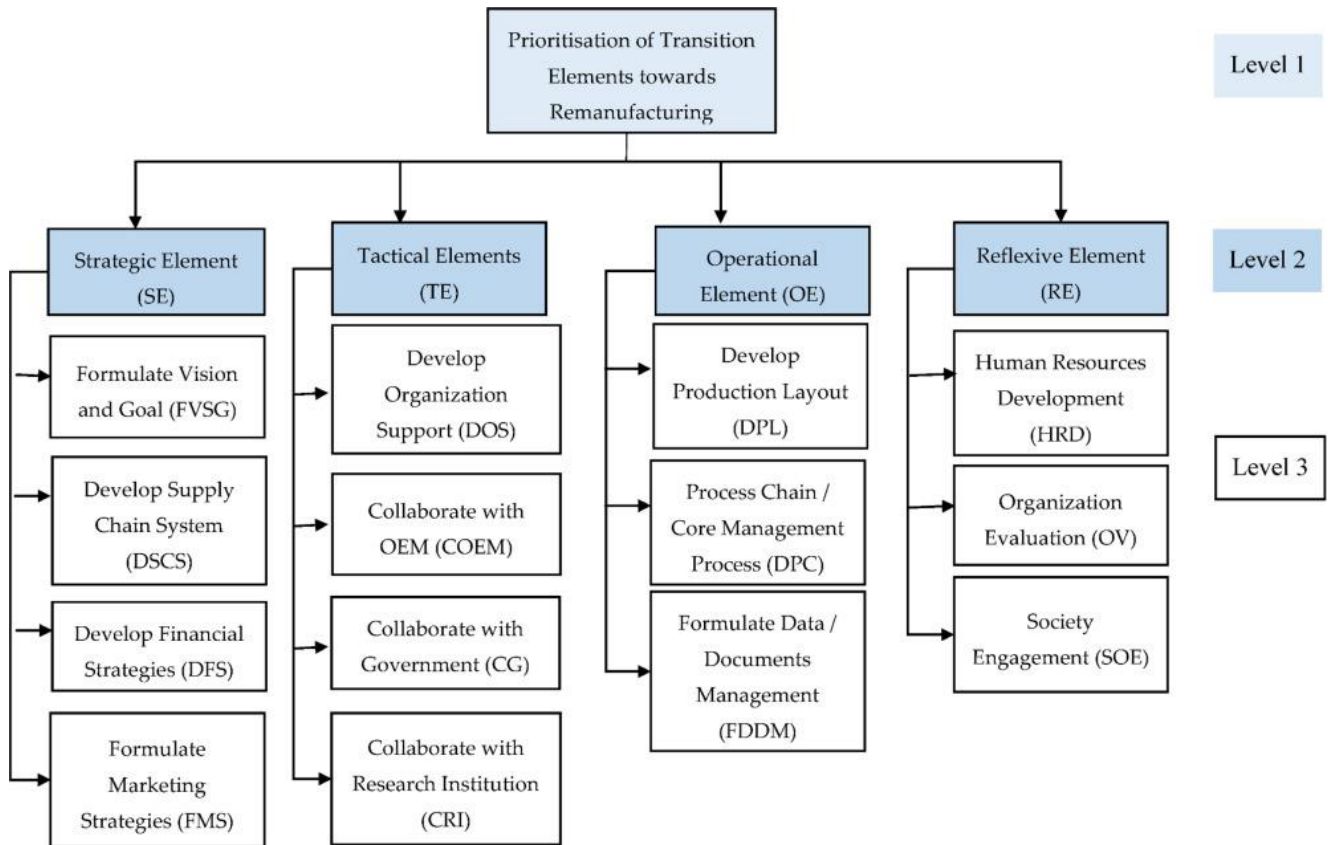 Prioritisation of Transition
Elements towards
Remanufacturing
Level 1
Strategic Element
(SE)
Tactical Elements
(TE)
Operational
Element (OE)
Reflexive Element
(RE)
Level 2
Formulate Vision
and Goal (FVSG)
Develop Supply
Chain System
(DSCS)
Develop Financial
Strategies (DFS)
Formulate
Marketing
Strategies (FMS)
Develop
Organization
Support (DOS)
Collaborate with
OEM (COEM)
Collaborate with
Government (CG)
Collaborate with
Research Institution
(CRI)
Develop
Production Layout
(DPL)
Process Chain /
Core Management
Process (DPC)
Formulate Data /
Documents
Management
(FDDM)
Human Resources
Development
(HRD)
Organization
Evaluation (OV)
Society
Engagement (SOE)
Level 3